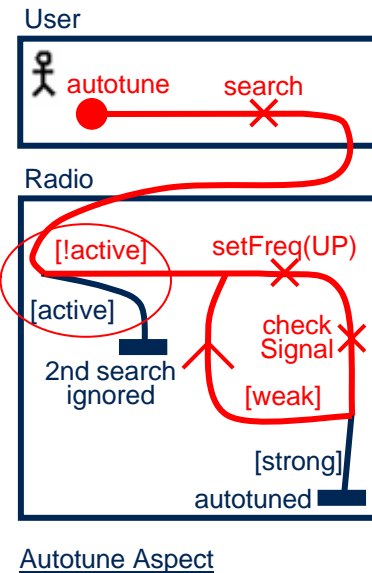 User
autotune
search
Radio
[!active]
setFreq(UP)
[active]
check
Signal
2nd search
ignored
[weak]
[strong]
autotuned
Autotune Aspect